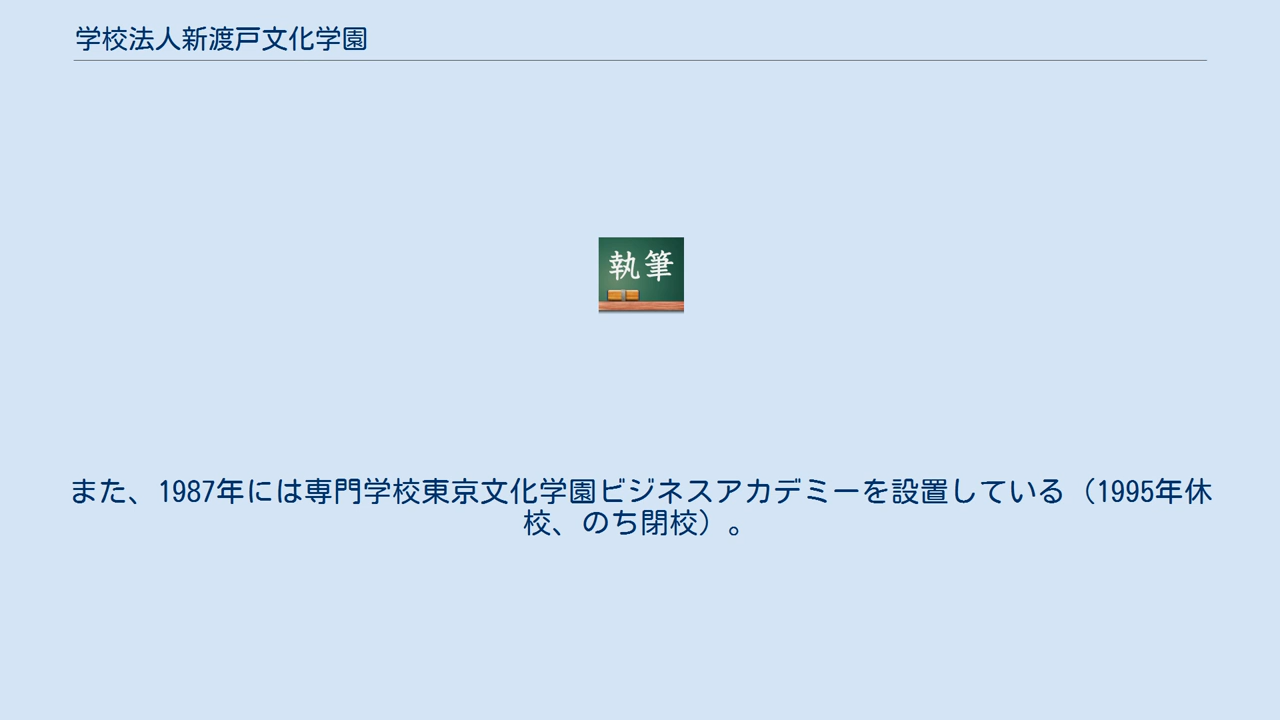 学校法人新渡戸文化学園
執筆
また、1987年には専門学校東京文化学園ビジネスアカデミーを設置している（1995年休
校、のち閉校）。